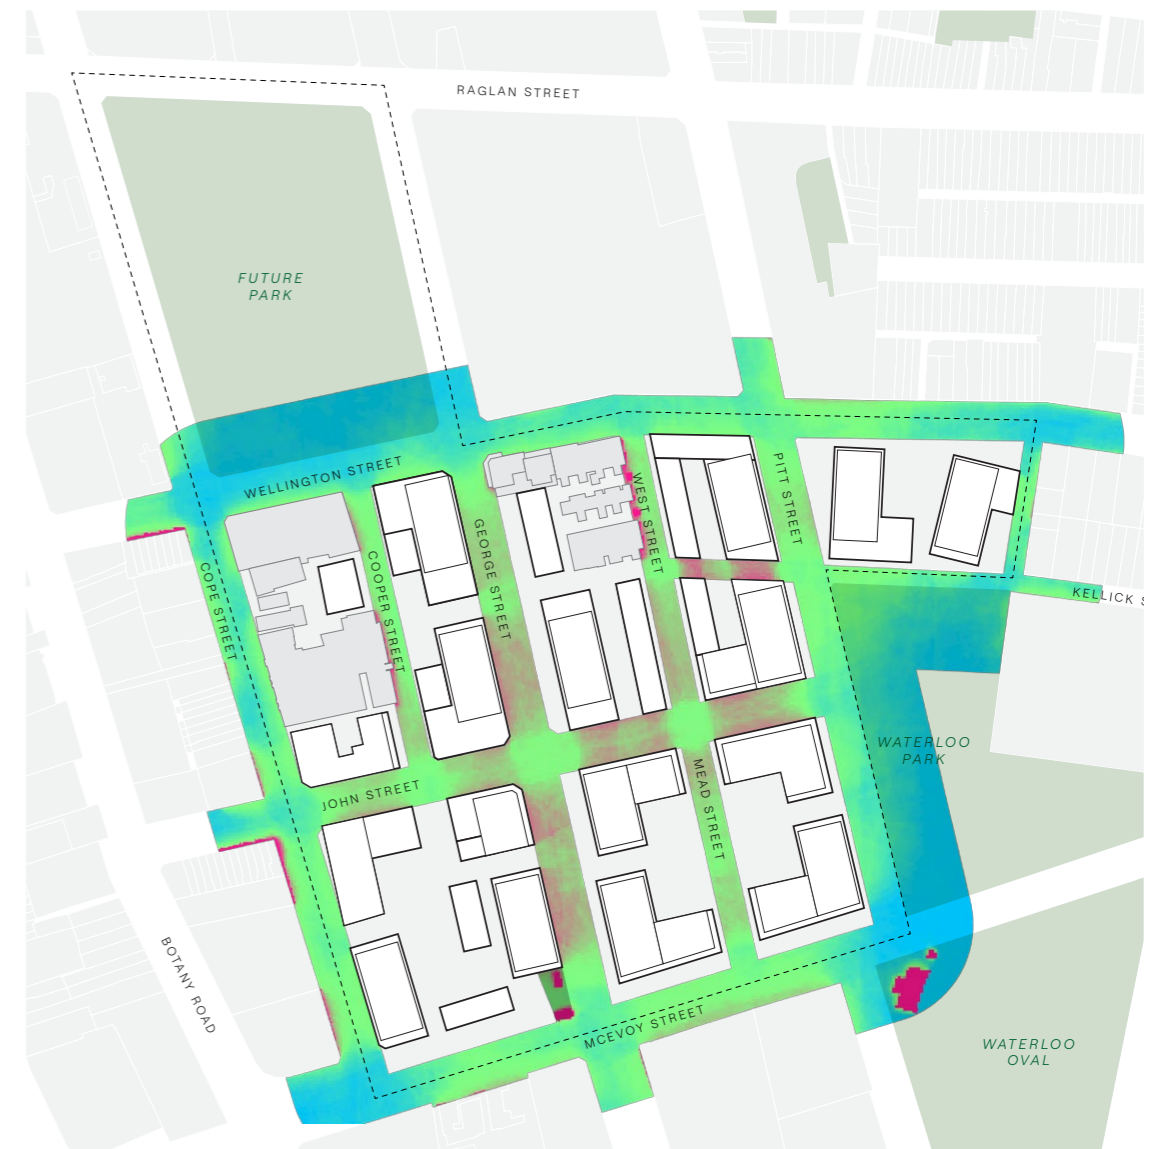 RAGLAN STREET
FUTURE
PARK
WELLINGTON STREET
PITT STREET
WEST STREET
GEORGE STREET
COOPER STREET
COPE STREET
KELLICK S
WATERLOO
PARK
JOHN STREET
MEAD STREET
BOTANY ROAD
MCEVOY STREET
WATERLOO
OVAL